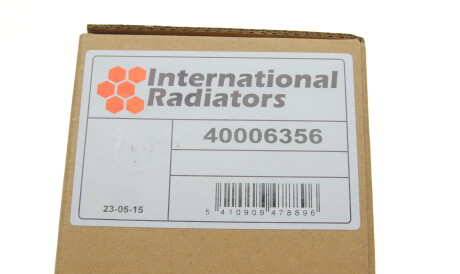 International
Radiators
40006356
23-05-15
5 410909 478896